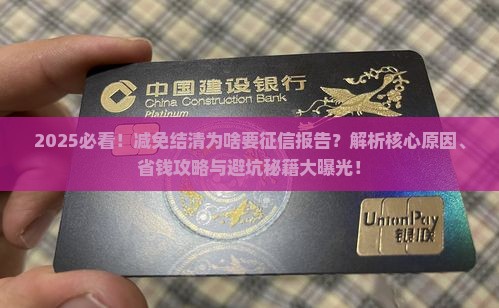 中国建设银行
China Construction Bank
Platinum
2025必看！减免结清为啥要征信报告？解析核心原因、
省钱攻略与避坑秘籍大曝光！
UnionPay
银联